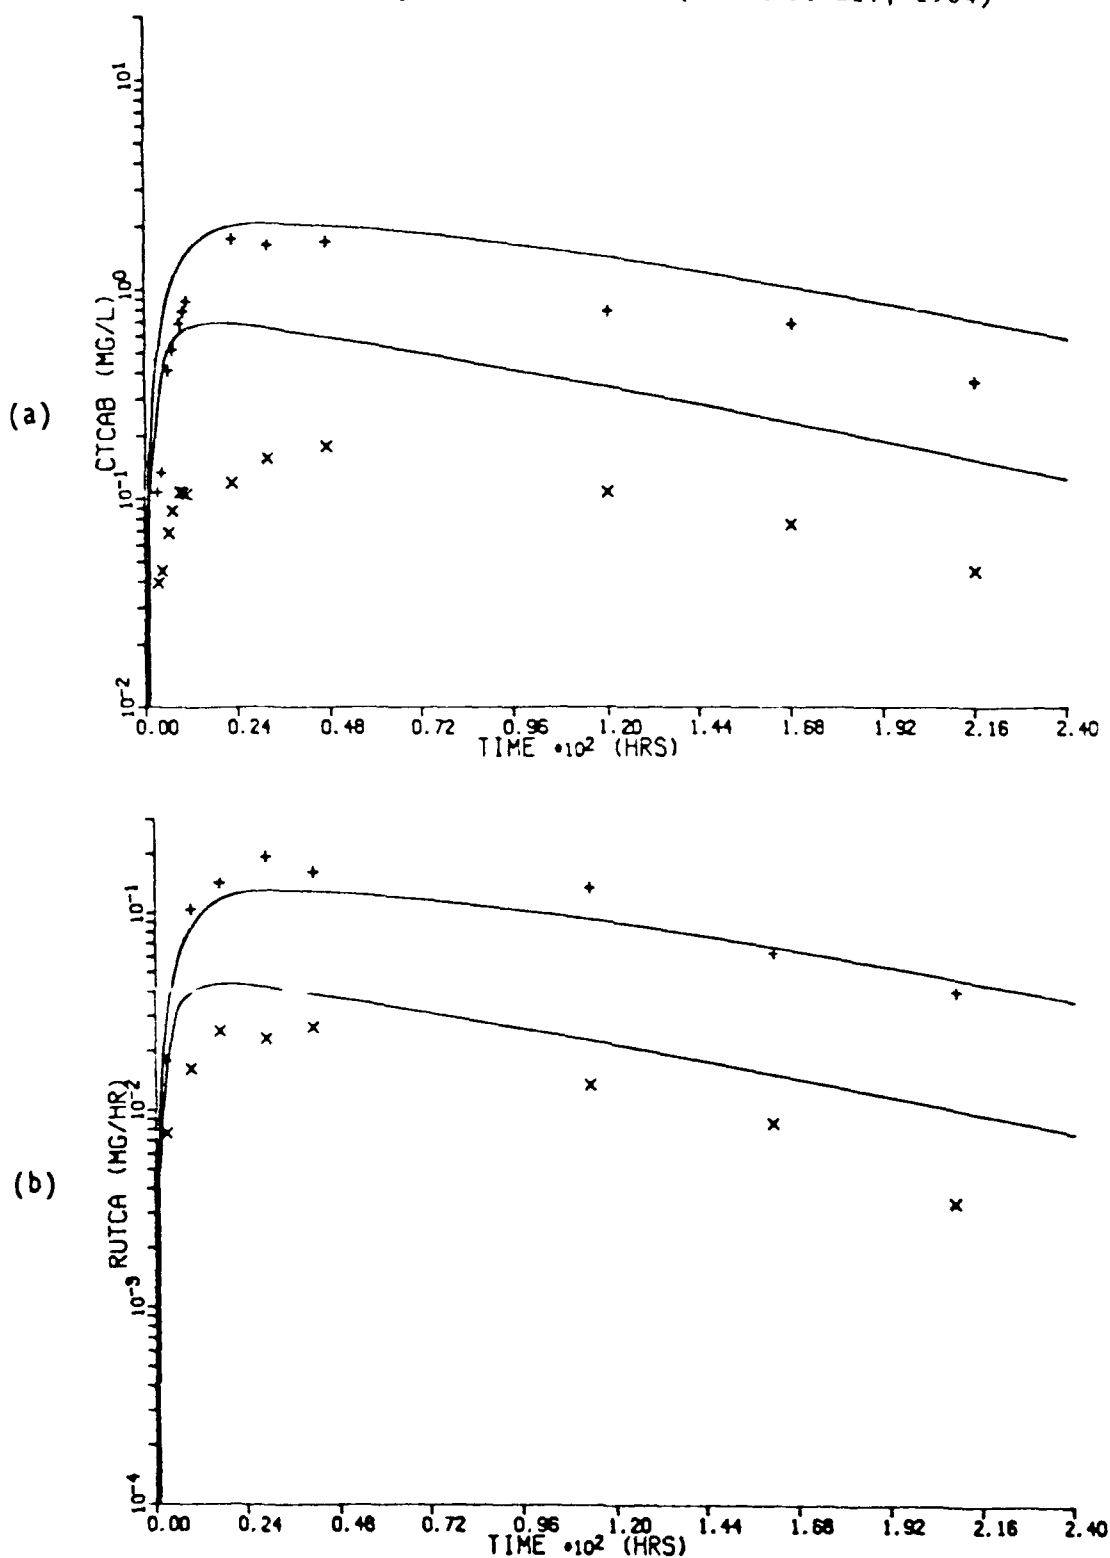 1984)
(a)
CTCAB (MG/L)
10¹
10⁰
10⁻¹
10⁻²
0.00 0.24 0.48 0.72 0.96 1.20 1.44 1.68 1.92 2.16 2.40
TIME *10² (HRS)
(b)
RUTCA (MG/HR)
10⁻¹
10⁻²
10⁻³
10⁻⁴
0.00 0.24 0.48 0.72 0.96 1.20 1.44 1.68 1.92 2.16 2.40
TIME *10² (HRS)